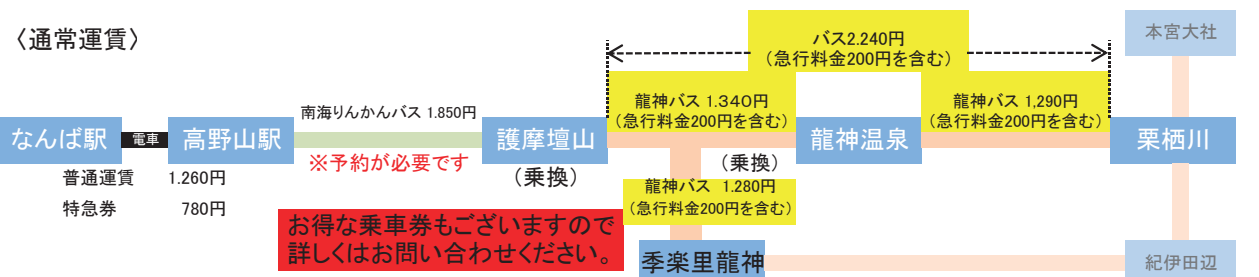 〈通常運賃〉
バス2.240円
（急行料金200円を含む）
本宮大社
南海りんかんバス 1.850円
龍神バス 1.340円
（急行料金200円を含む）
龍神バス 1,290円
（急行料金200円を含む）
なんば駅
電車
高野山駅
護摩壇山
龍神温泉
栗栖川
※予約が必要です
（乗換）
（乗換）
普通運賃 1.260円
特急券 780円
龍神バス 1.280円
（急行料金200円を含む）
お得な乗車券もございますので
詳しくはお問い合わせください。
季楽里龍神
紀伊田辺